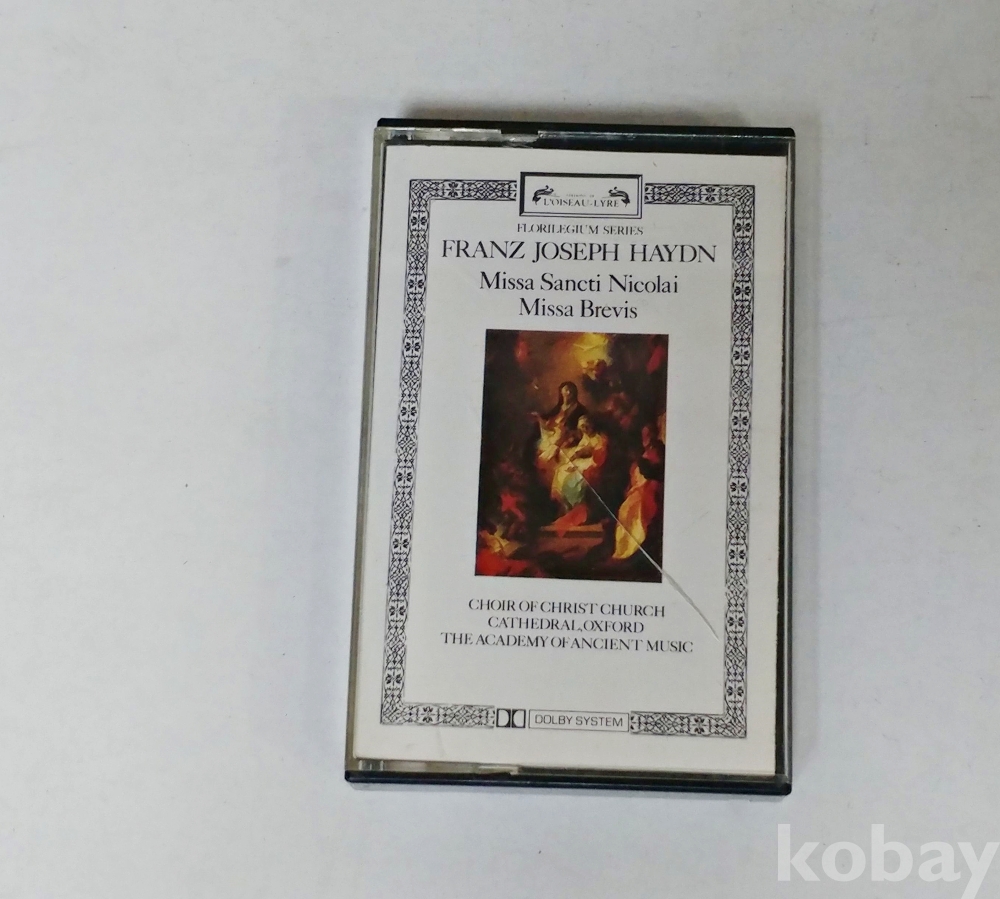 L'OISEAU-LYRE
FLORILEGIUM SERIES
FRANZ JOSEPH HAYDN
Missa Sancti Nicolai
Missa Brevis
CHOIR OF CHRIST CHURCH
CATHEDRAL, OXFORD
THE ACADEMY OF ANCIENT MUSIC
DOLBY SYSTEM
kobay